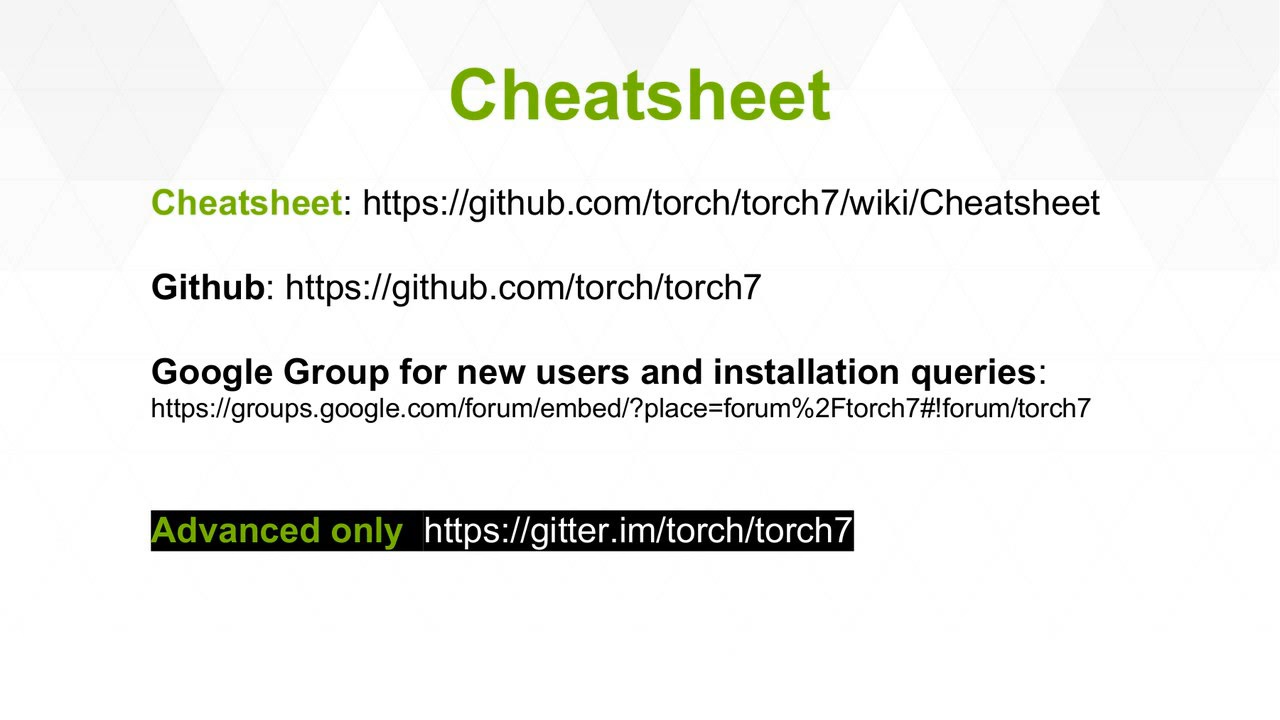 Cheatsheet
Cheatsheet: https://github.com/torch/torch7/wiki/Cheatsheet
Github: https://github.com/torch/torch7
Google Group for new users and installation queries:
https://groups.google.com/forum/embed/?place=forum%2Ftorch7#!forum/torch7
Advanced only https://gitter.im/torch/torch7